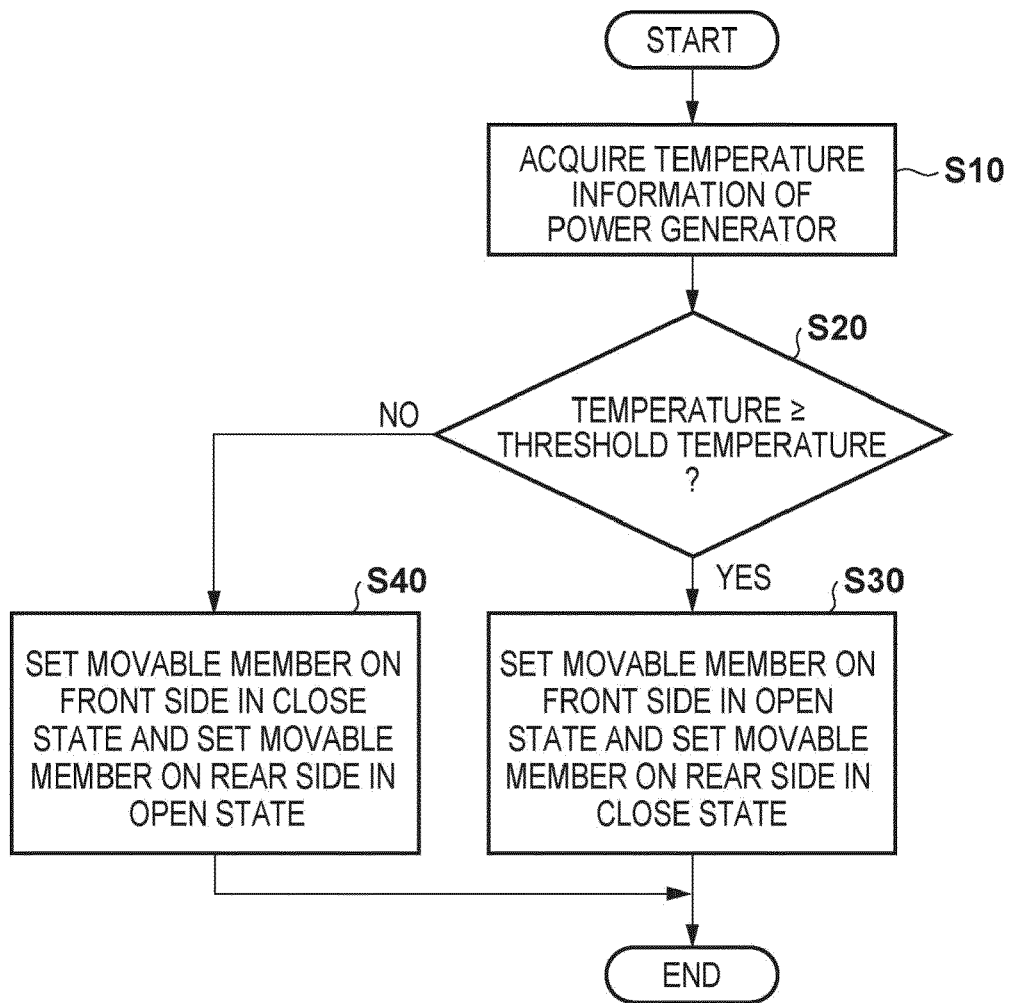 START
ACQUIRE TEMPERATURE
INFORMATION OF
POWER GENERATOR
S10
S20
TEMPERATURE ≥
THRESHOLD TEMPERATURE
?
NO
YES
S40
SET MOVABLE MEMBER ON
FRONT SIDE IN CLOSE
STATE AND SET MOVABLE
MEMBER ON REAR SIDE IN
OPEN STATE
S30
SET MOVABLE MEMBER ON
FRONT SIDE IN OPEN
STATE AND SET MOVABLE
MEMBER ON REAR SIDE IN
CLOSE STATE
END